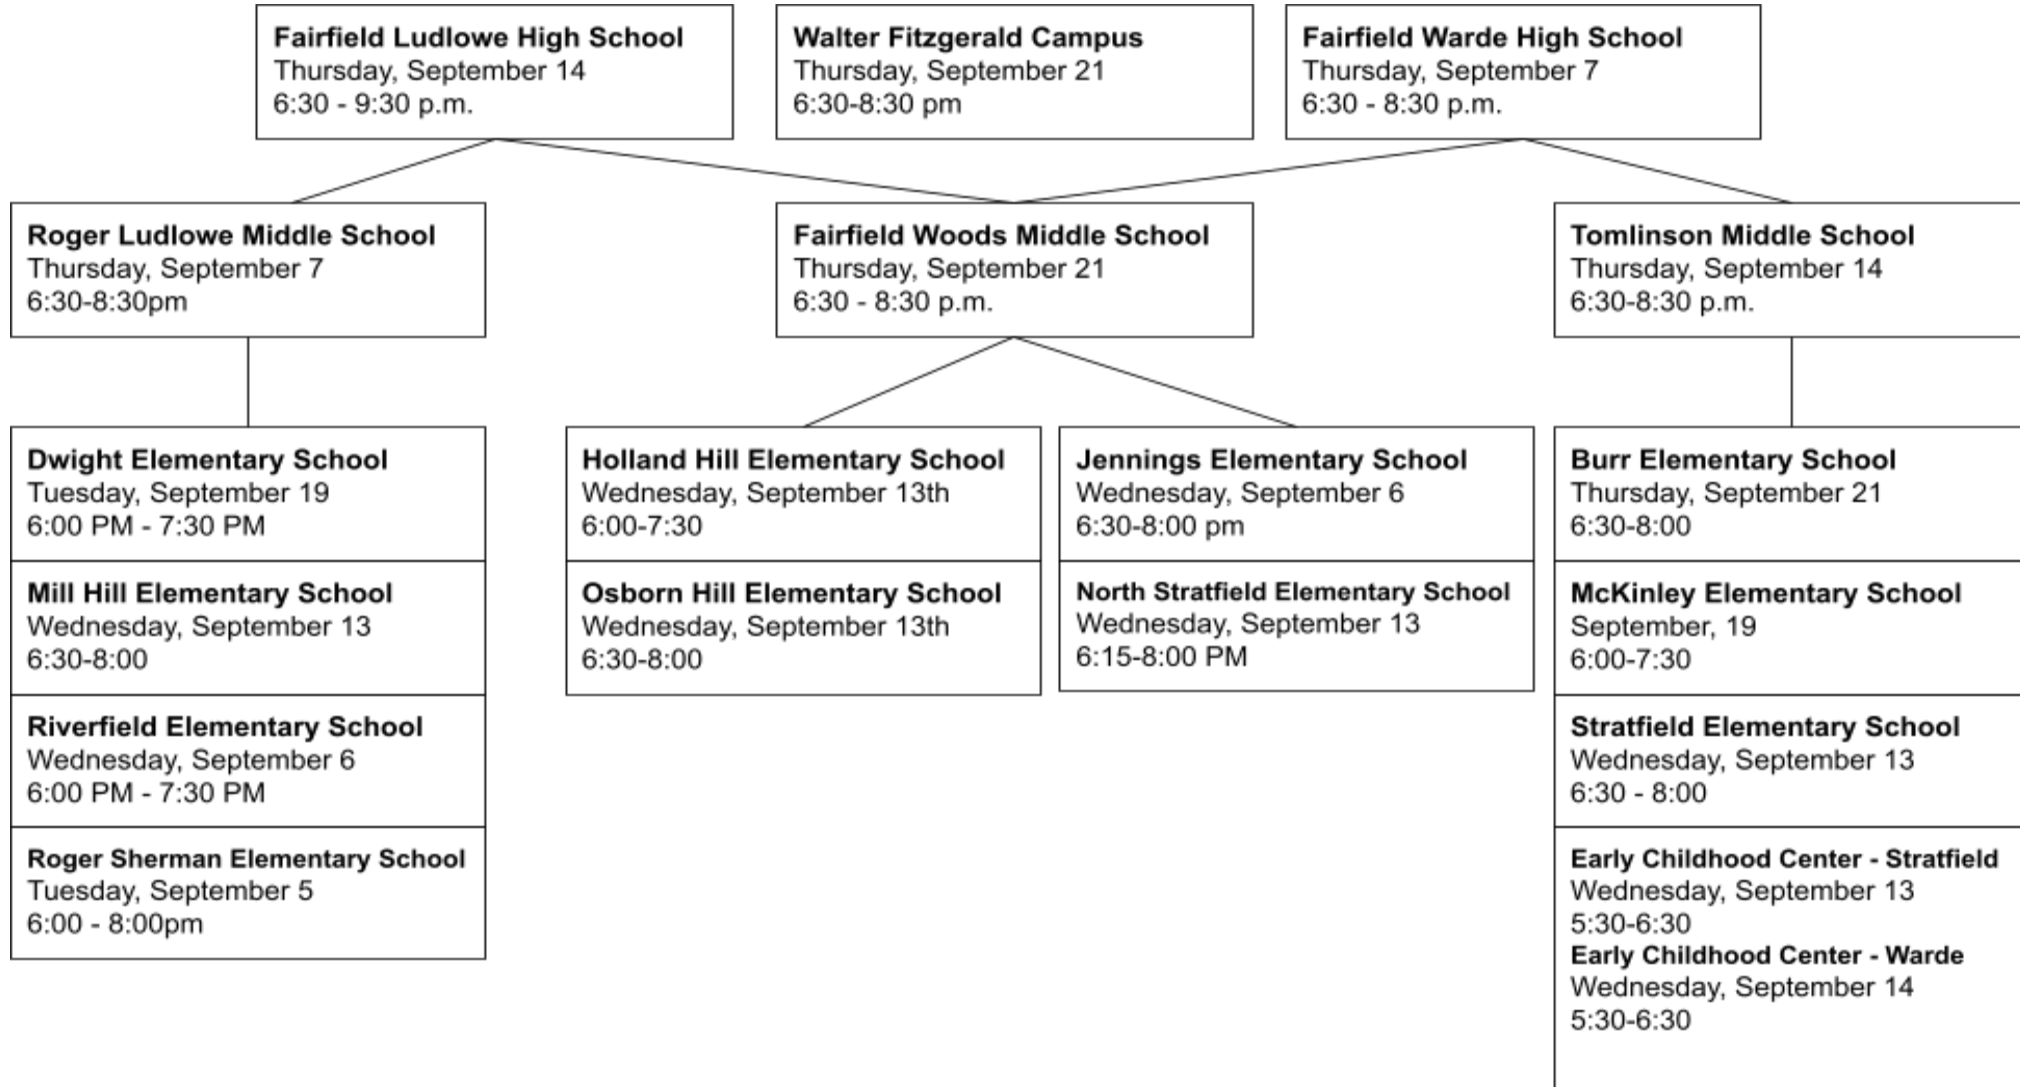 Fairfield Ludlowe High School
Thursday, September 14
6:30 - 9:30 p.m.
Walter Fitzgerald Campus
Thursday, September 21
6:30-8:30 pm
Fairfield Warde High School
Thursday, September 7
6:30 - 8:30 p.m.
Roger Ludlowe Middle School
Thursday, September 7
6:30-8:30pm
Fairfield Woods Middle School
Thursday, September 21
6:30 - 8:30 p.m.
Tomlinson Middle School
Thursday, September 14
6:30-8:30 p.m.
Dwight Elementary School
Tuesday, September 19
6:00 PM - 7:30 PM
Mill Hill Elementary School
Wednesday, September 13
6:30-8:00
Riverfield Elementary School
Wednesday, September 6
6:00 PM - 7:30 PM
Roger Sherman Elementary School
Tuesday, September 5
6:00 - 8:00pm
Holland Hill Elementary School
Wednesday, September 13th
6:00-7:30
Osborn Hill Elementary School
Wednesday, September 13th
6:30-8:00
Jennings Elementary School
Wednesday, September 6
6:30-8:00 pm
North Stratfield Elementary School
Wednesday, September 13
6:15-8:00 PM
Burr Elementary School
Thursday, September 21
6:30-8:00
McKinley Elementary School
September, 19
6:00-7:30
Stratfield Elementary School
Wednesday, September 13
6:30 - 8:00
Early Childhood Center - Stratfield
Wednesday, September 13
5:30-6:30
Early Childhood Center - Warde
Wednesday, September 14
5:30-6:30